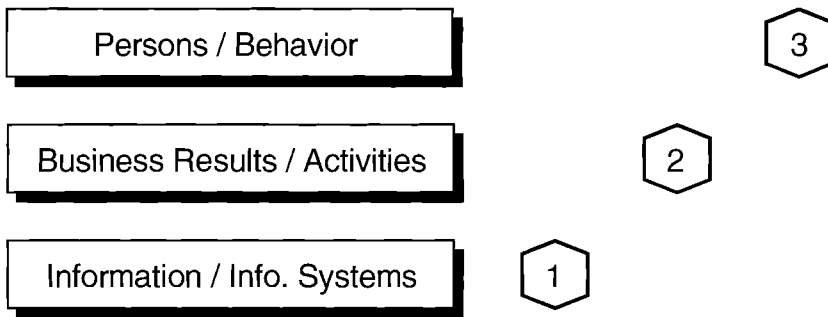 Persons / Behavior
3
Business Results / Activities
2
Information / Info. Systems
1